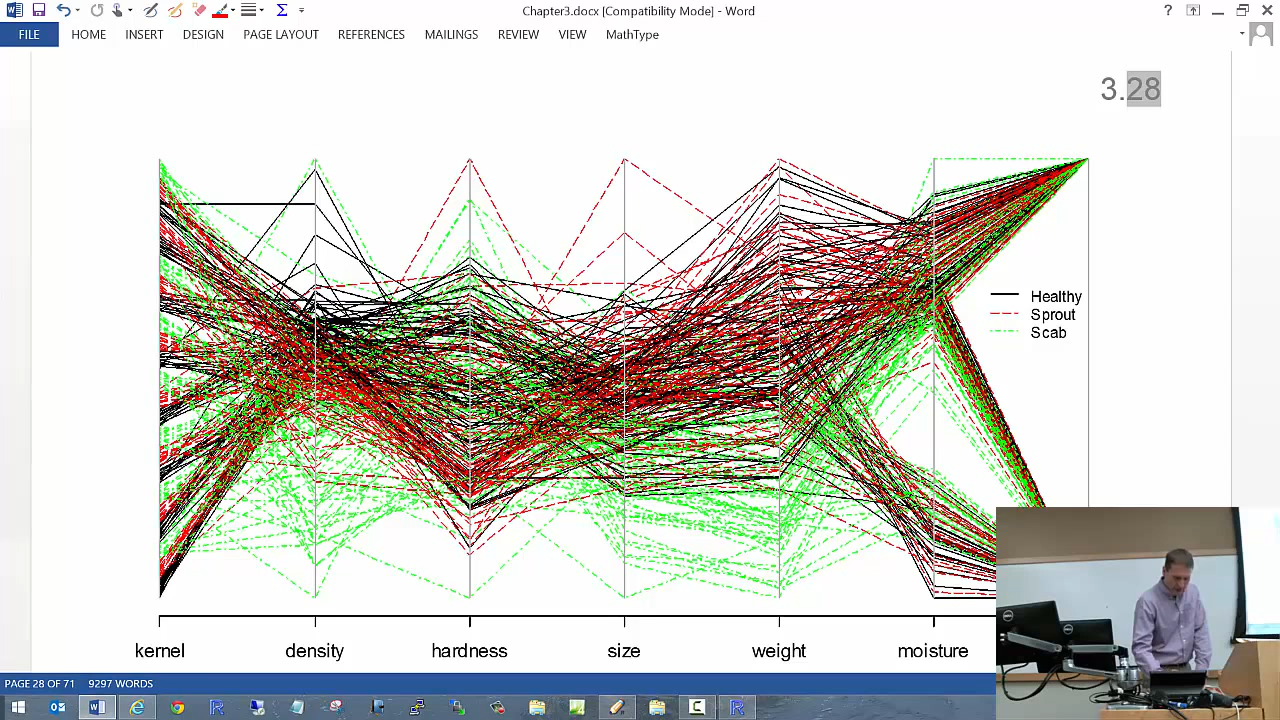 Chapter3.docx [Compatibility Mode] - Word
FILE HOME INSERT DESIGN PAGE LAYOUT REFERENCES MAILINGS REVIEW VIEW MathType
3.28
Healthy
Sprout
Scab
kernel density hardness size weight moisture
PAGE 28 OF 71 9297 WORDS